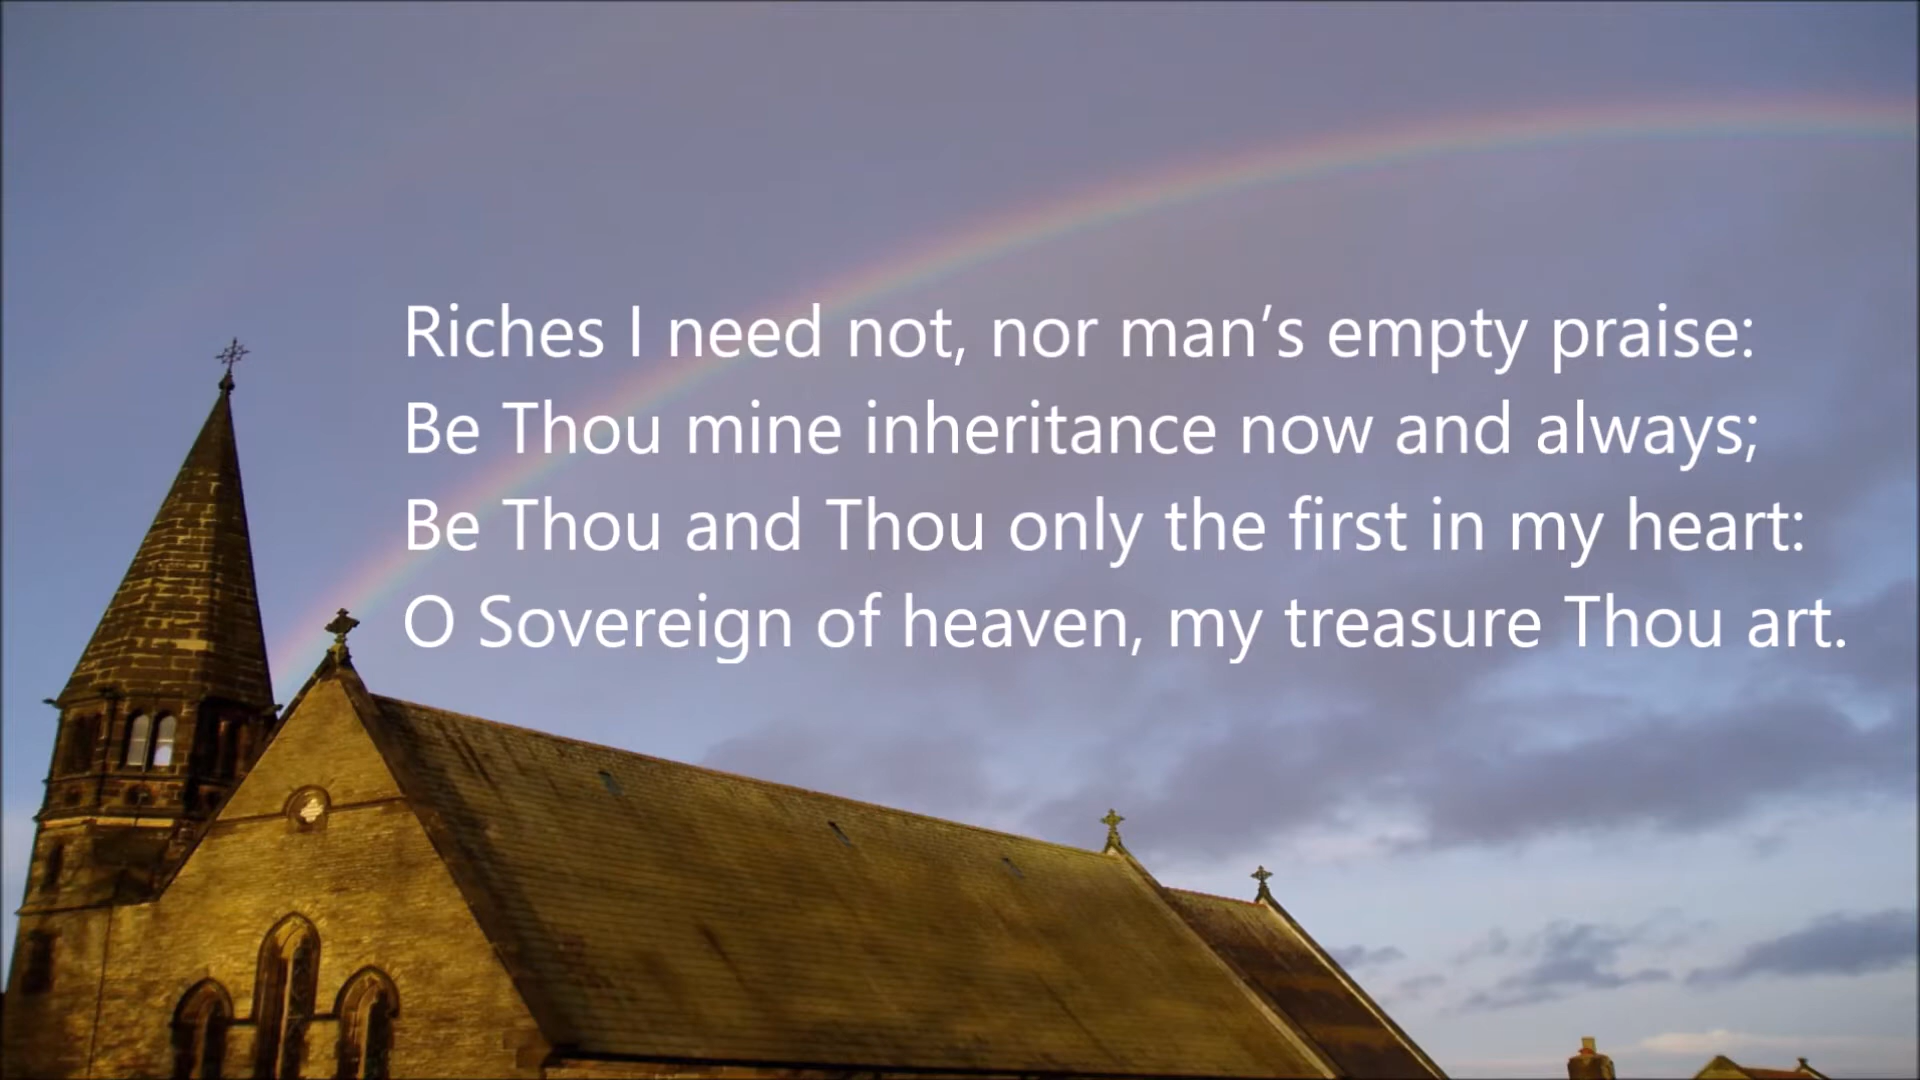 Riches I need not, nor man’s empty praise:
Be Thou mine inheritance now and always;
Be Thou and Thou only the first in my heart:
O Sovereign of heaven, my treasure Thou art.